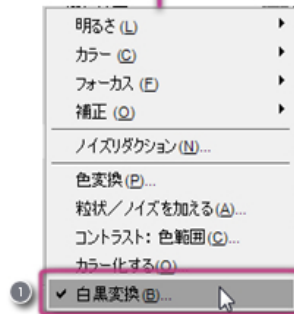 明るさ(L)
カラー(C)
フォーカス(F)
補正(O)
ノイズリダクション(N)...
色変換(P)...
粒状／ノイズを加える(A)...
コントラスト: 色範囲(C)...
カラー化する(O)...
1 ✔ 白黒変換(B)...